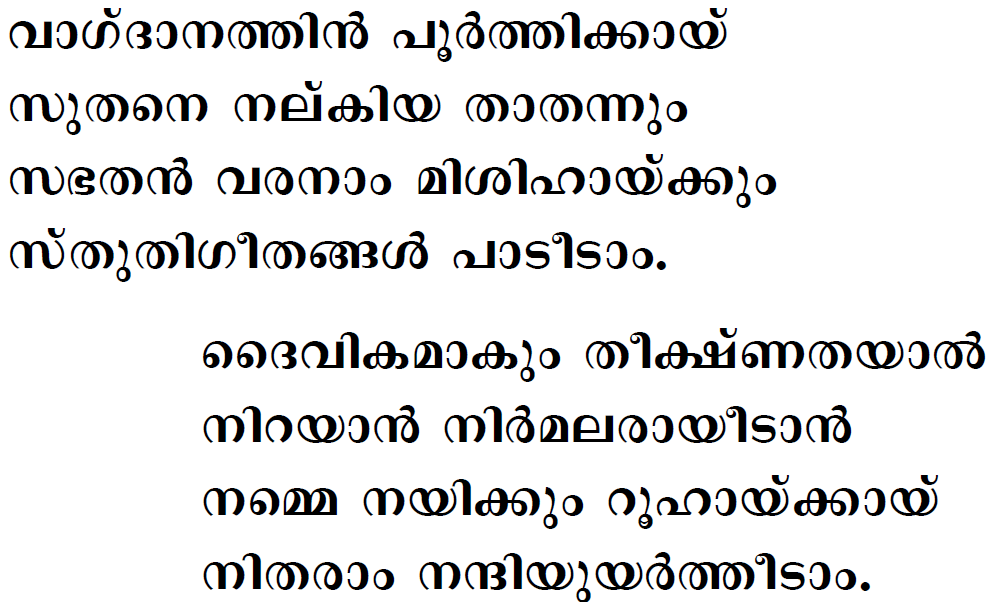 വാഗ്ദാനത്തിൻ പൂർത്തിക്കായ്
സുതനെ നല്കിയ താതന്നും
സഭതൻ വരനാം മിശിഹായ്ക്കും
സ്തുതിഗീതങ്ങൾ പാടീടാം.
ദൈവികമാകും തീക്ഷ്ണതയാൽ
നിറയാൻ നിർമലരായീടാൻ
നമ്മെ നയിക്കും റൂഹായ്ക്കായ്
നിതരാം നന്ദിയുയർത്തീടാം.